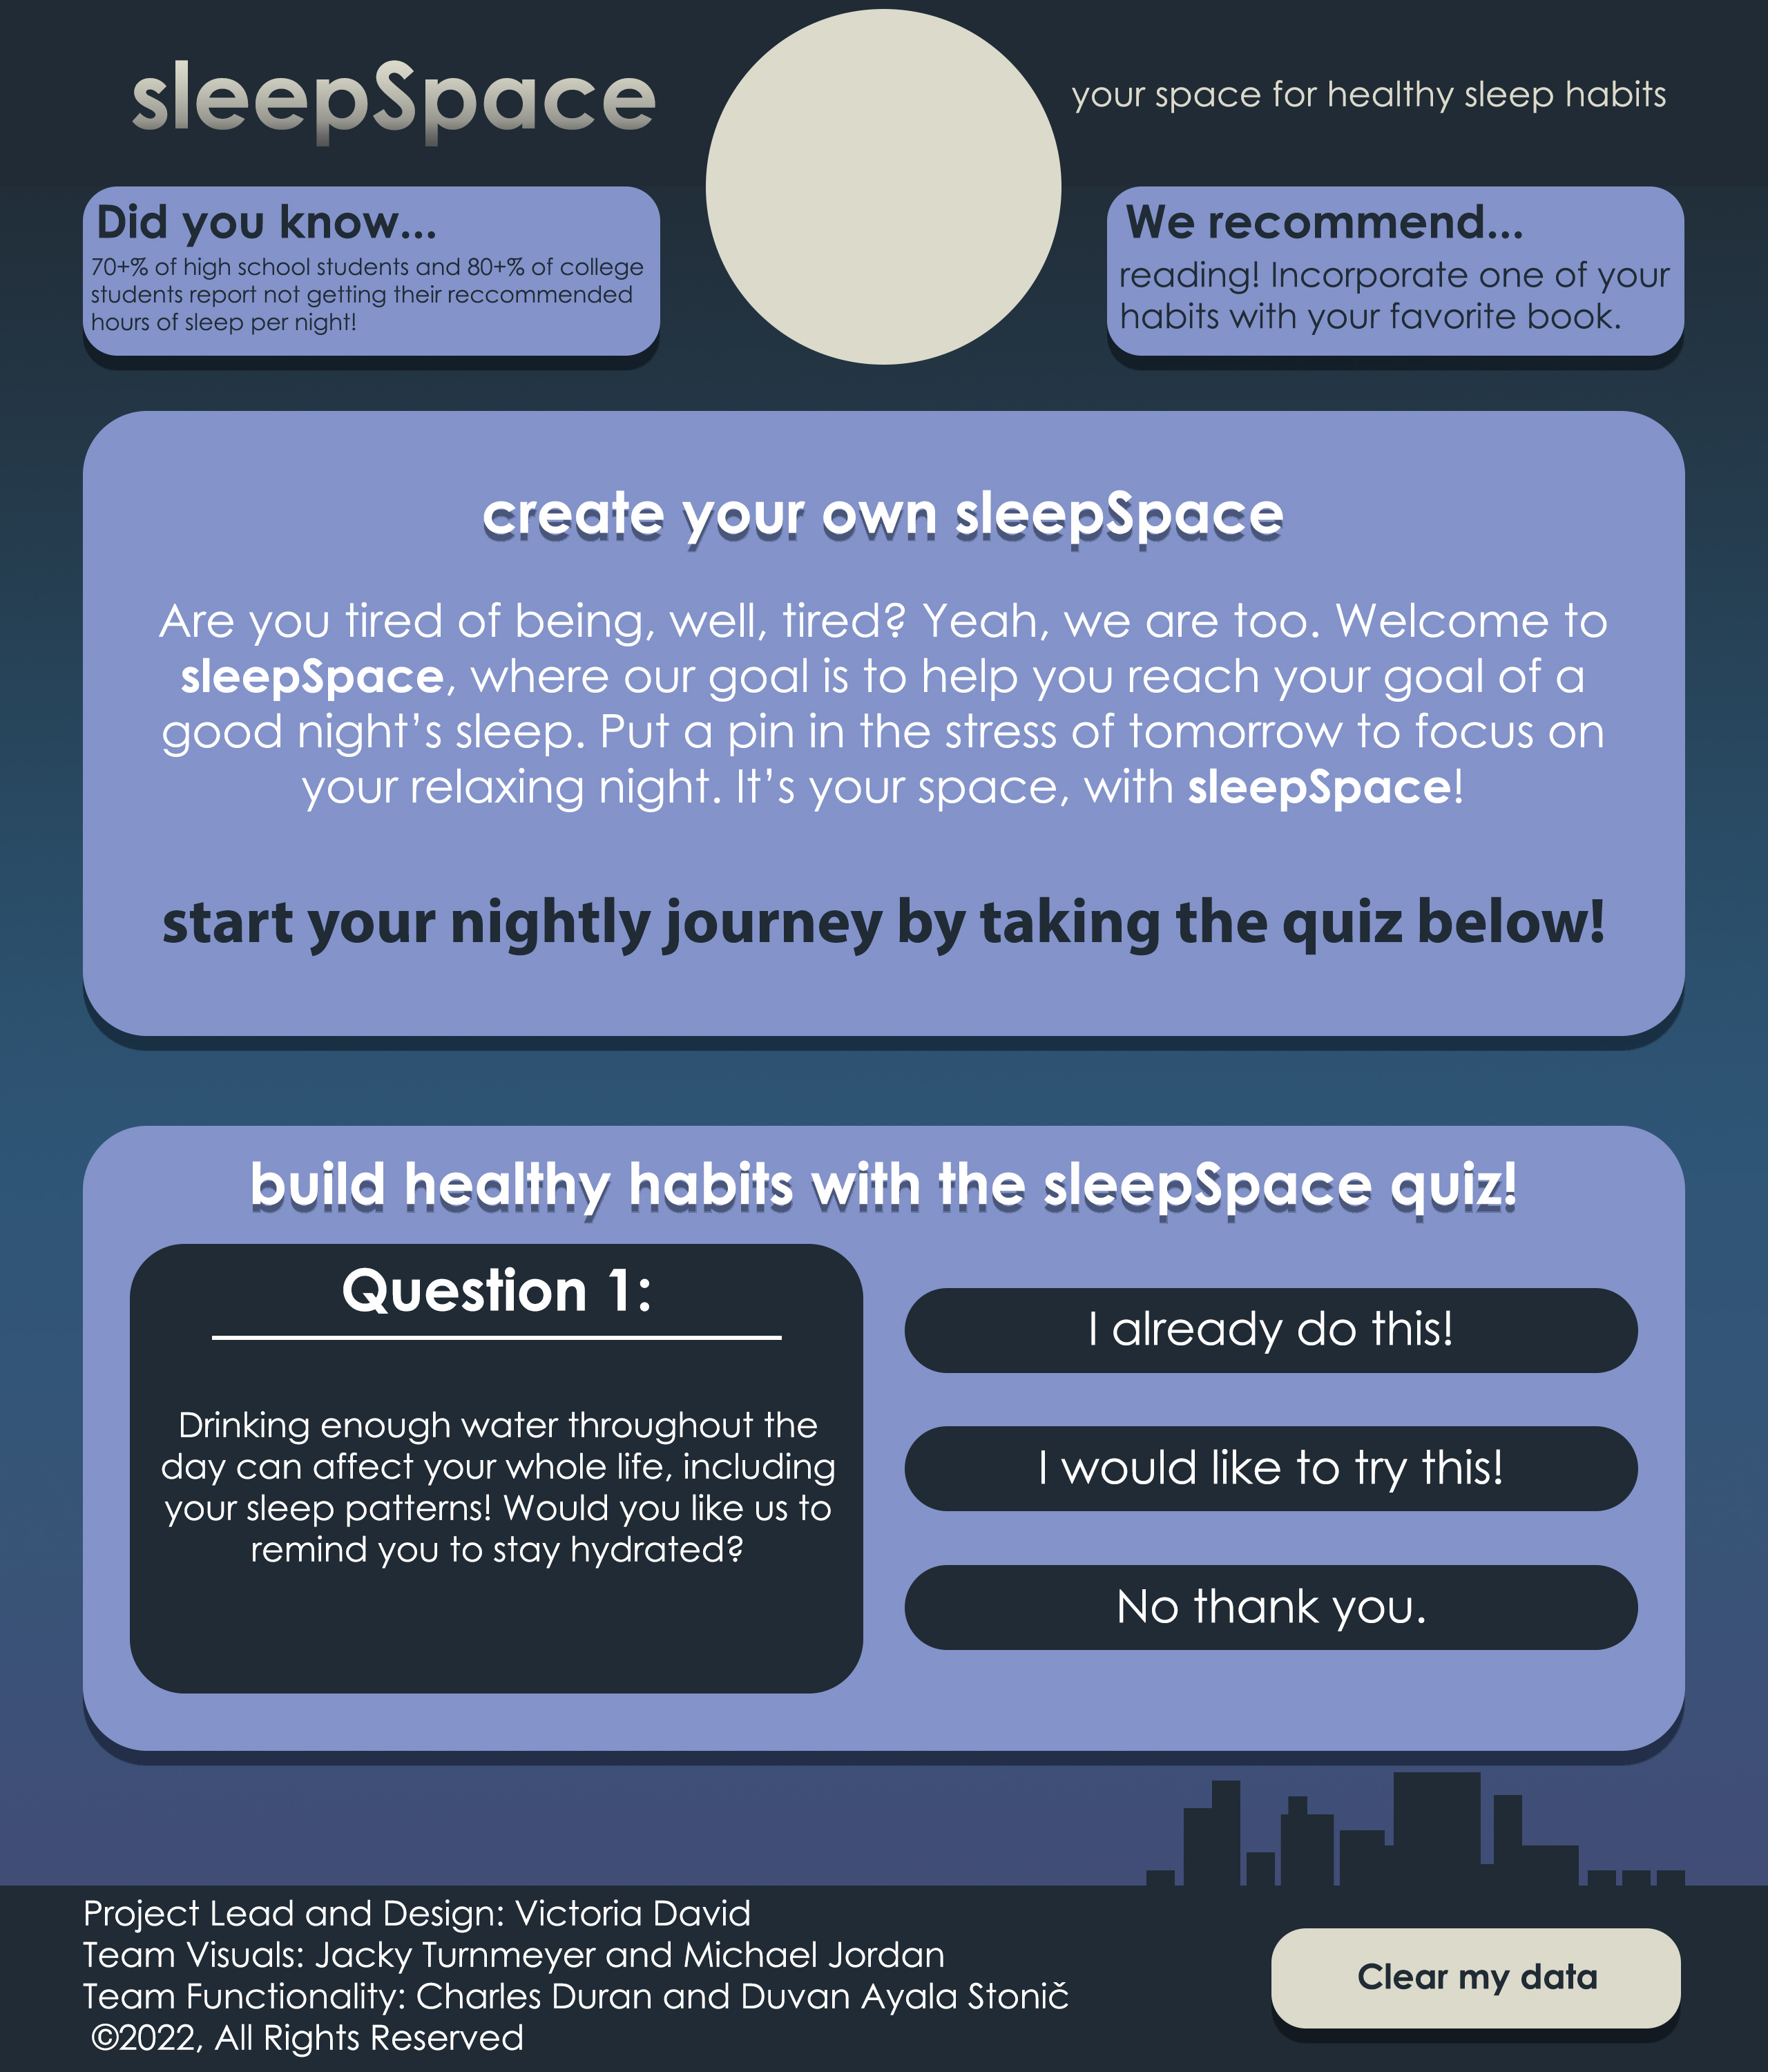 sleepSpace
your space for healthy sleep habits
Did you know...
70+% of high school students and 80+% of college
students report not getting their reccommended
hours of sleep per night!
We recommend...
reading! Incorporate one of your
habits with your favorite book.
create your own sleepSpace
Are you tired of being, well, tired? Yeah, we are too. Welcome to
sleepSpace, where our goal is to help you reach your goal of a
good night’s sleep. Put a pin in the stress of tomorrow to focus on
your relaxing night. It’s your space, with sleepSpace!
start your nightly journey by taking the quiz below!
build healthy habits with the sleepSpace quiz!
Question 1:
Drinking enough water throughout the
day can affect your whole life, including
your sleep patterns! Would you like us to
remind you to stay hydrated?
I already do this!
I would like to try this!
No thank you.
Project Lead and Design: Victoria David
Team Visuals: Jacky Turnmeyer and Michael Jordan
Team Functionality: Charles Duran and Duvan Ayala Stonič
©2022, All Rights Reserved
Clear my data